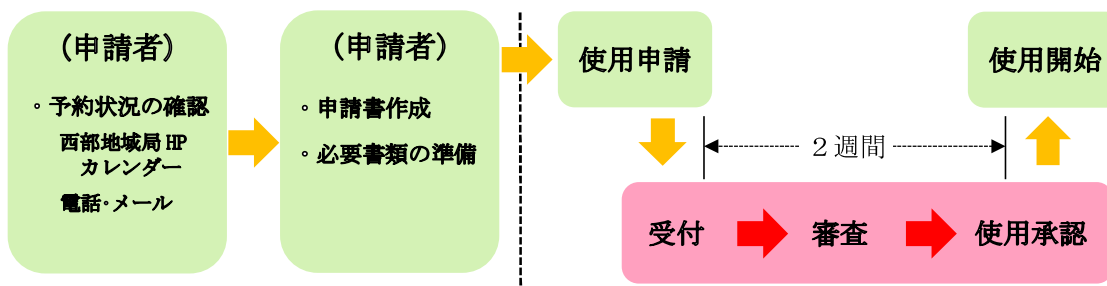 (申請者)
。予約状況の確認
西部地域局 HP
カレンダー
電話・メール
(申請者)
・申請書作成
・必要書類の準備
使用申請
使用開始
2週間
受付
審査
使用承認